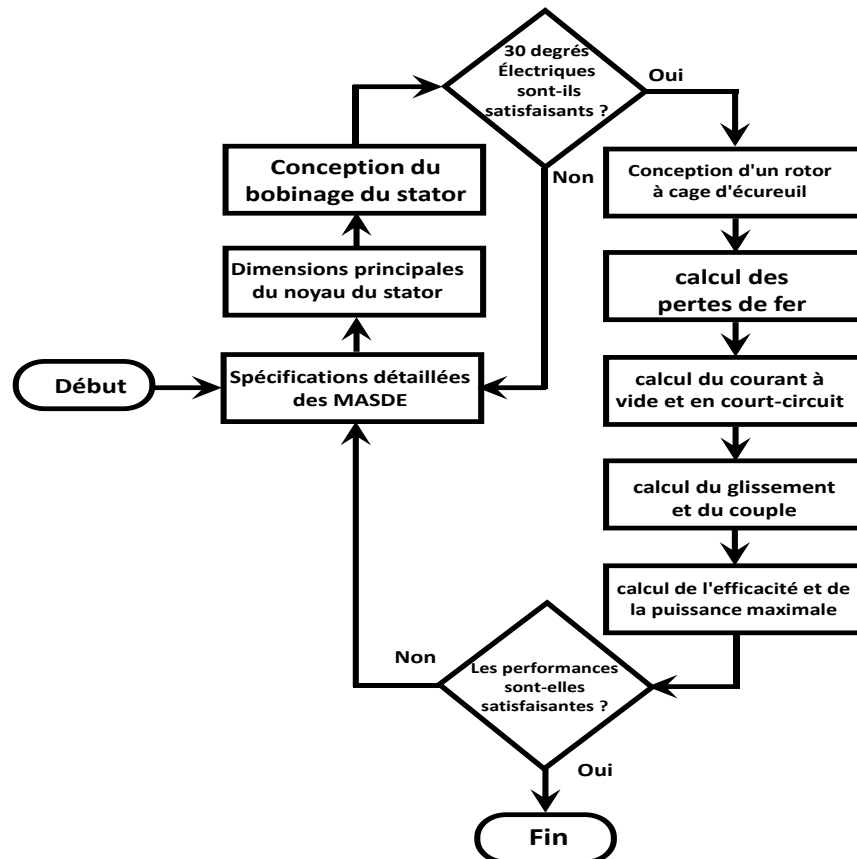 Début
Spécifications détaillées
des MASDE
Dimensions principales
du noyau du stator
Conception du
bobinage du stator
30 degrés
Électriques
sont-ils
satisfaisants ?
Oui
Non
Conception d'un rotor
à cage d'écureuil
calcul des
pertes de fer
calcul du courant à
vide et en court-circuit
calcul du glissement
et du couple
calcul de l'efficacité et de
la puissance maximale
Les performances
sont-elles
satisfaisantes ?
Non
Oui
Fin